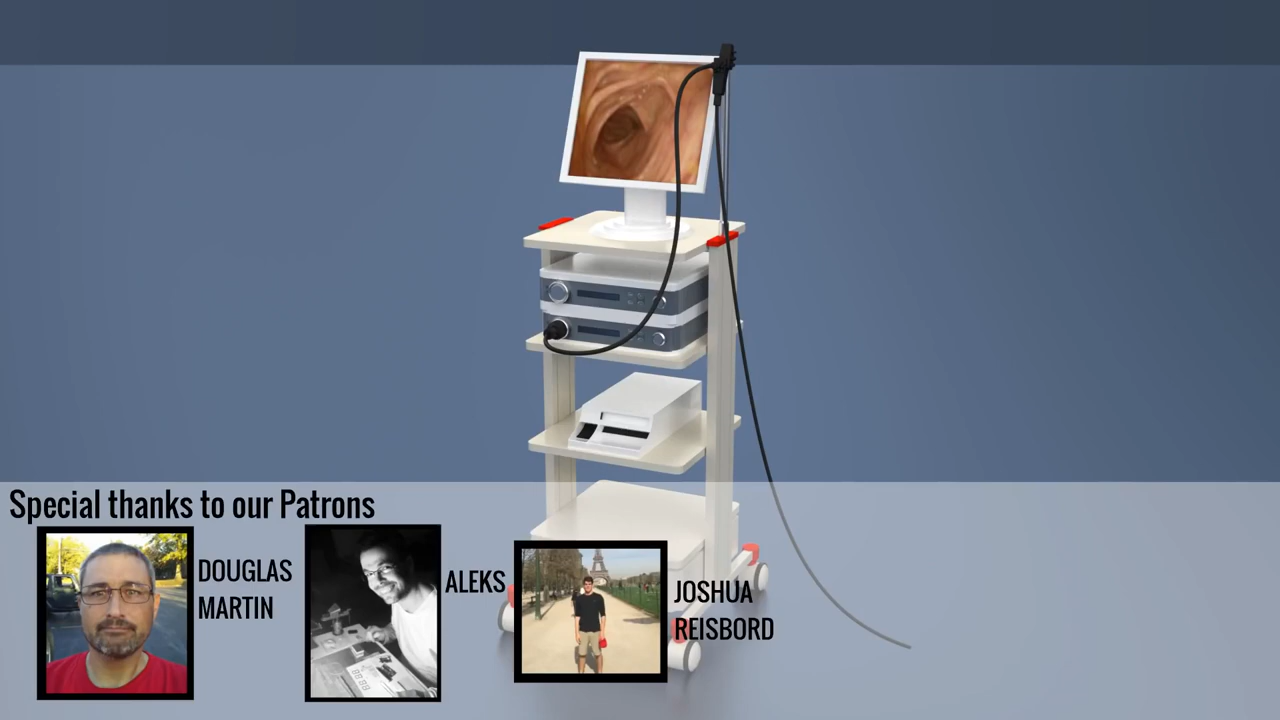 Special thanks to our Patrons
DOUGLAS
MARTIN
ALEKS
JOSHUA
REISBORD